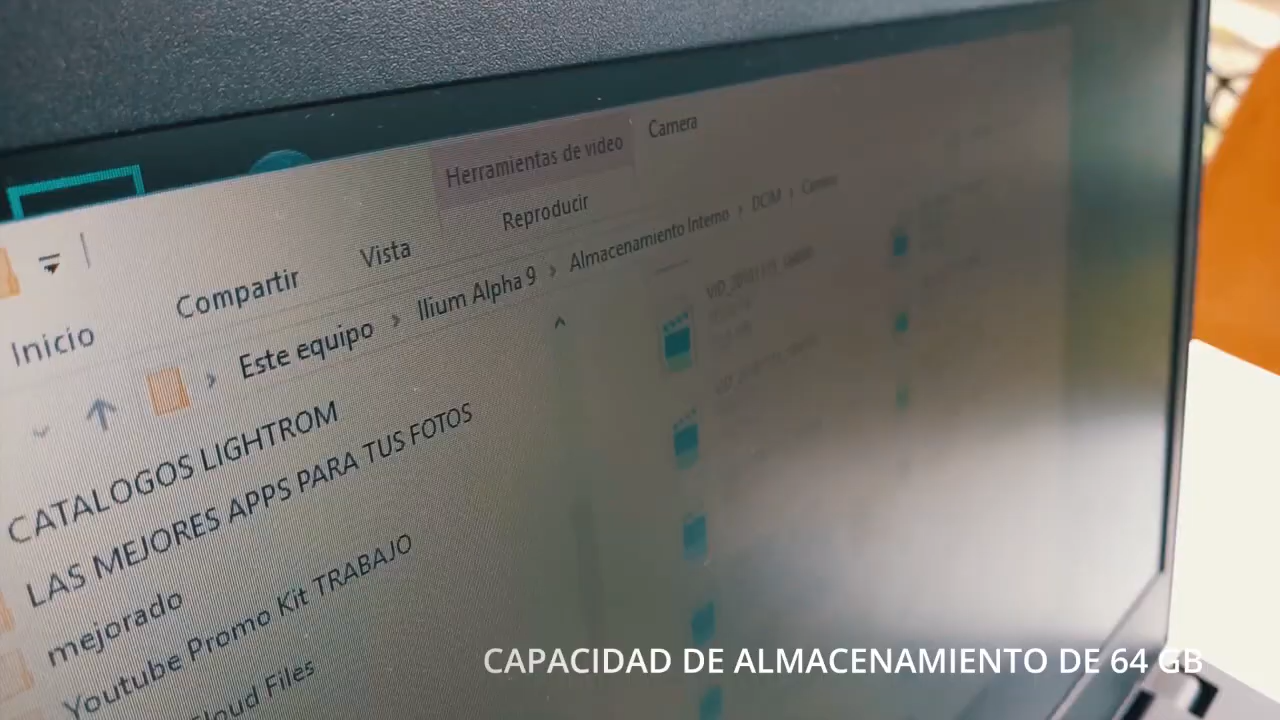 Herramientas de video
Camera
Inicio
Compartir
Vista
Reproducir
Este equipo > Ilium Alpha 9 > Almacenamiento Interno > DCIM > Camera
CATALOGOS LIGHTROM
LAS MEJORES APPS PARA TUS FOTOS
mejorado
Youtube Promo Kit TRABAJO
Cloud Files
CAPACIDAD DE ALMACENAMIENTO DE 64 GB